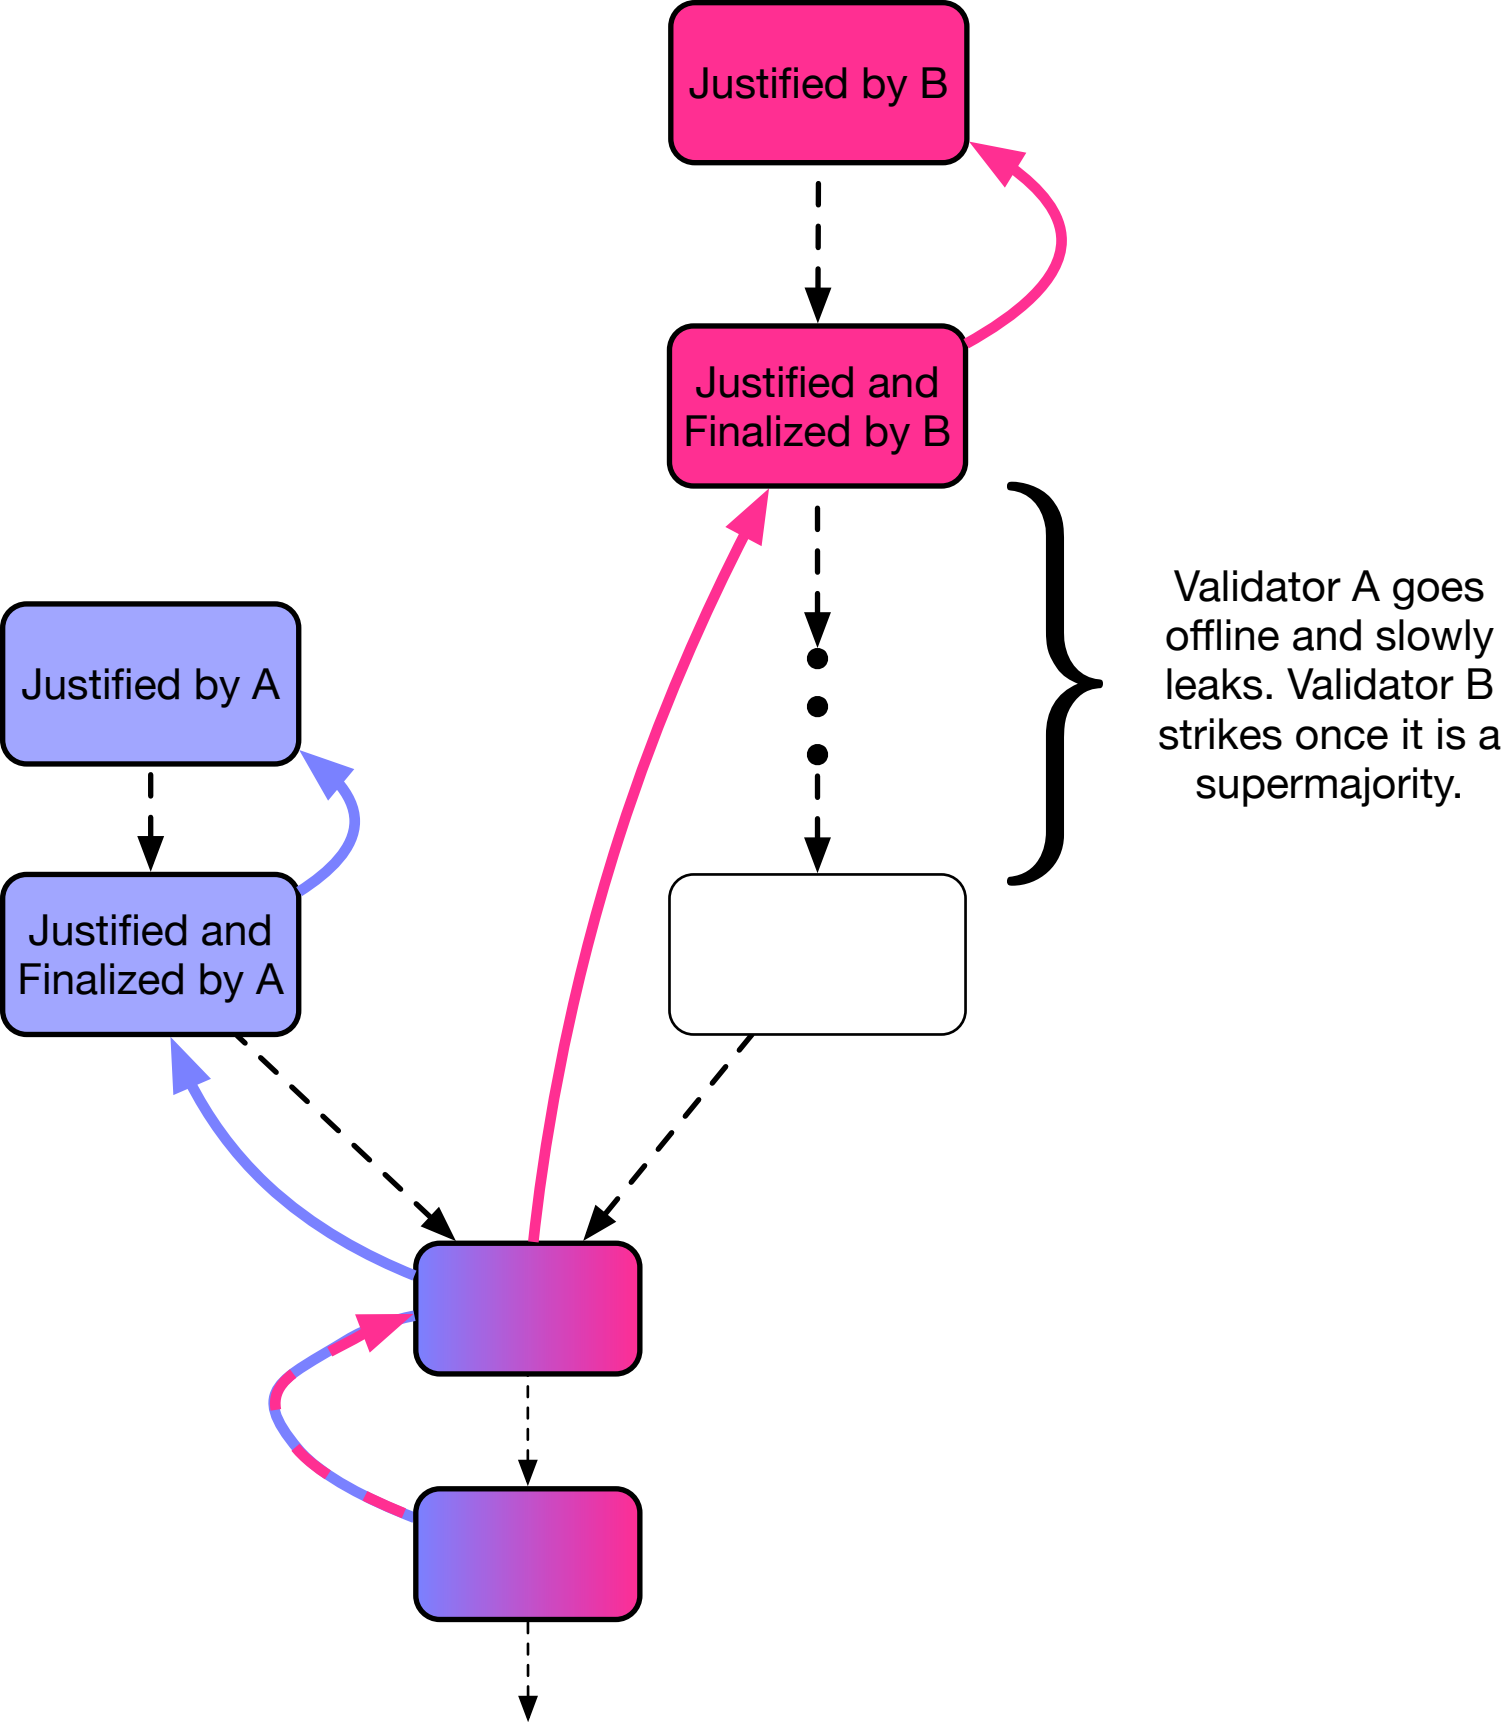 Justified by B
Justified and
Finalized by B
Validator A goes
offline and slowly
leaks. Validator B
strikes once it is a
supermajority.
Justified by A
Justified and
Finalized by A